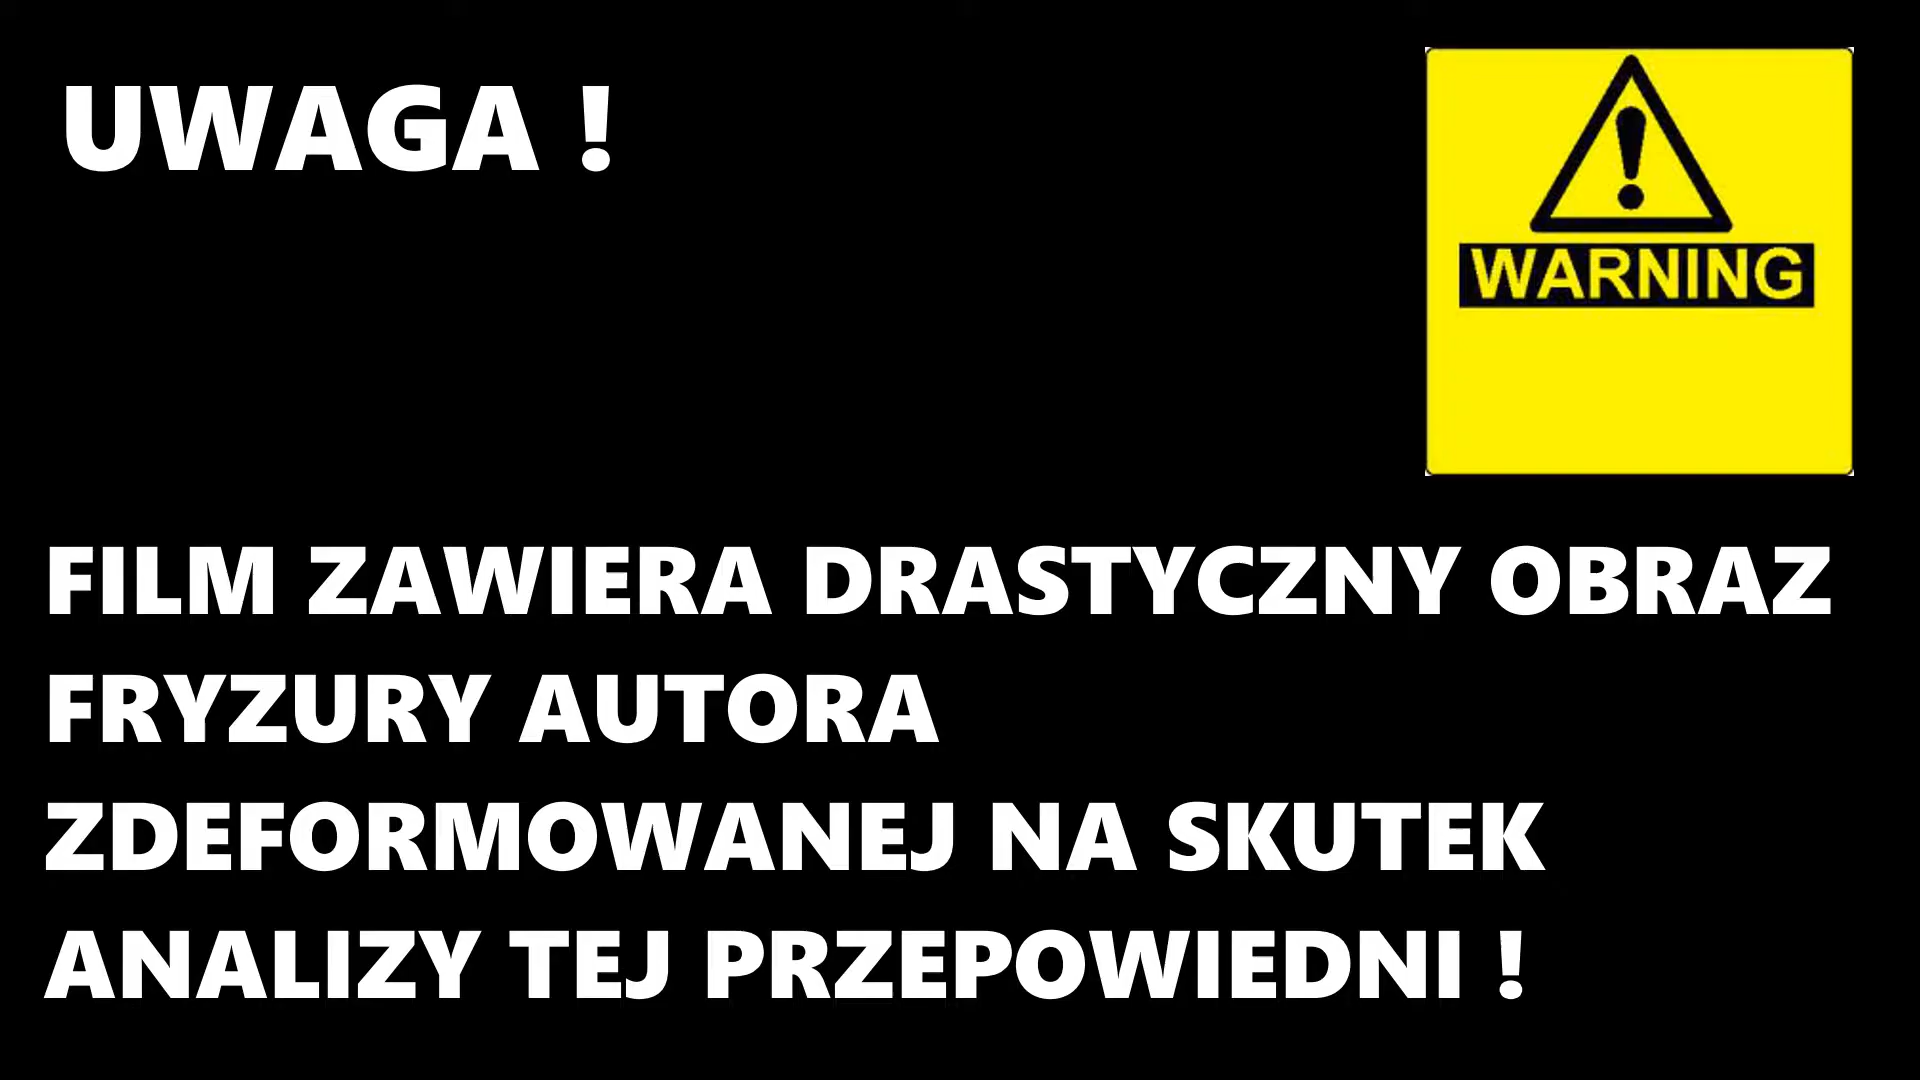 UWAGA !
WARNING
FILM ZAWIERA DRASTYCZNY OBRAZ
FRYZURY AUTORA
ZDEFORMOWANEJ NA SKUTEK
ANALIZY TEJ PRZEPOWIEDNI !